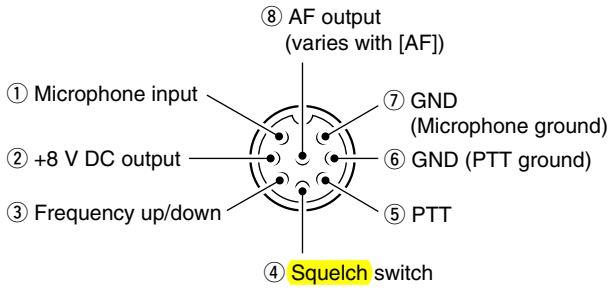 ⑧ AF output
(varies with [AF])
① Microphone input
⑦ GND
(Microphone ground)
② +8 V DC output
⑥ GND (PTT ground)
③ Frequency up/down
⑤ PTT
④ Squelch switch